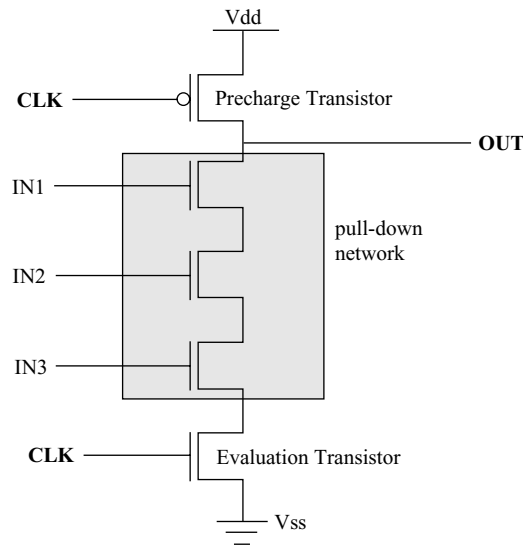 Vdd
CLK
Precharge Transistor
OUT
IN1
pull-down
network
IN2
IN3
CLK
Evaluation Transistor
Vss